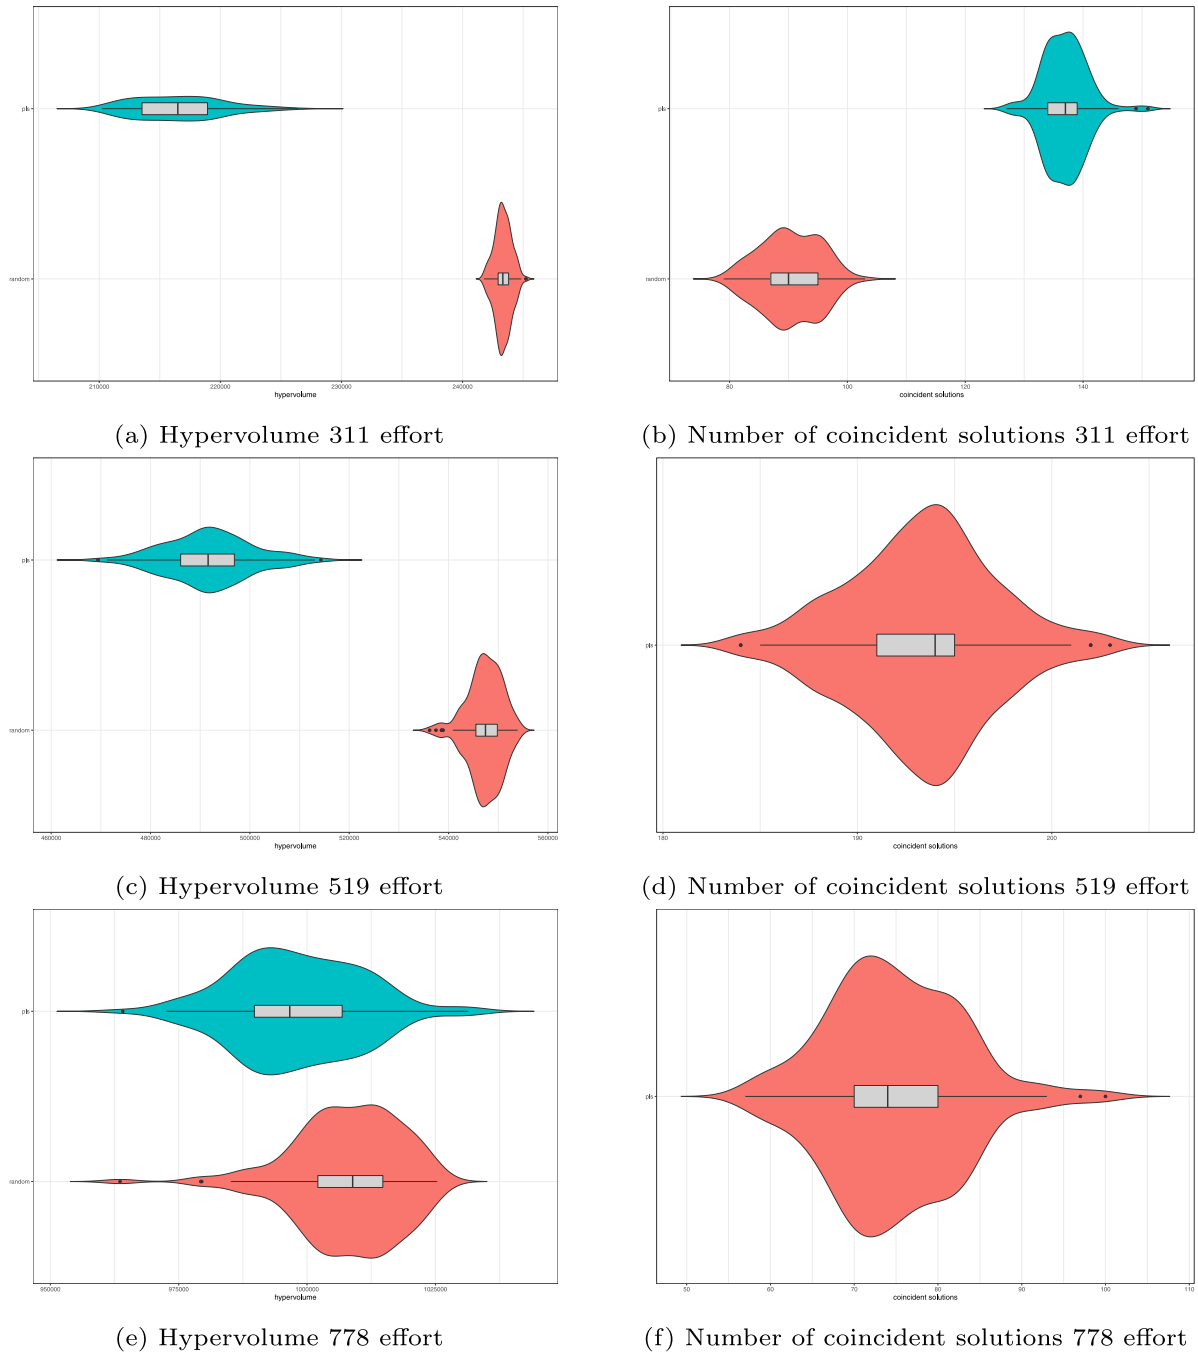 pls
random
210000 220000 230000 240000
hypervolume
(a) Hypervolume 311 effort
pls
random
80 100 120 140
coincident solutions
(b) Number of coincident solutions 311 effort
pls
random
460000 480000 500000 520000 540000 560000
hypervolume
(c) Hypervolume 519 effort
pls
180 190 200
coincident solutions
(d) Number of coincident solutions 519 effort
pls
random
950000 975000 1000000 1025000
hypervolume
(e) Hypervolume 778 effort
pls
50 60 70 80 90 100 110
coincident solutions
(f) Number of coincident solutions 778 effort